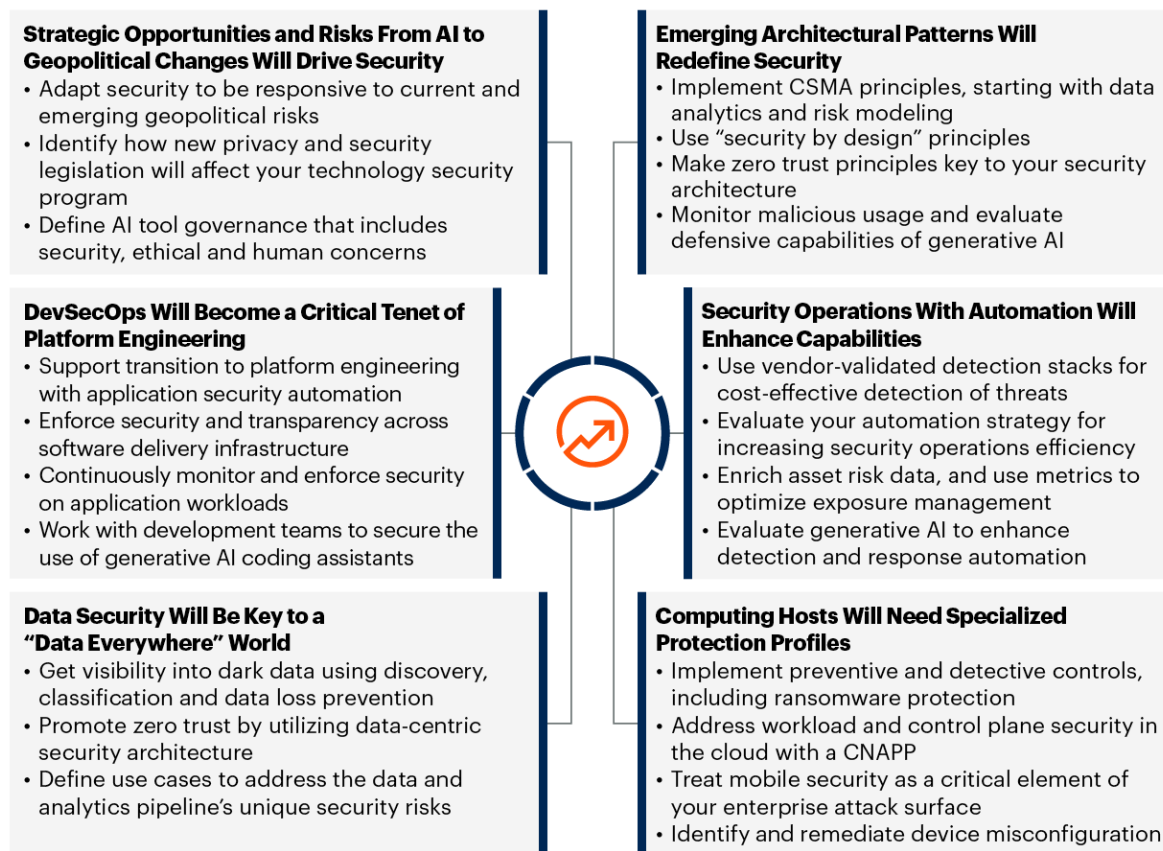 Strategic Opportunities and Risks From AI to
Geopolitical Changes Will Drive Security
• Adapt security to be responsive to current and
emerging geopolitical risks
• Identify how new privacy and security
legislation will affect your technology security
program
• Define AI tool governance that includes
security, ethical and human concerns
Emerging Architectural Patterns Will
Redefine Security
• Implement CSMA principles, starting with data
analytics and risk modeling
• Use “security by design” principles
• Make zero trust principles key to your security
architecture
• Monitor malicious usage and evaluate
defensive capabilities of generative AI
DevSecOps Will Become a Critical Tenet of
Platform Engineering
• Support transition to platform engineering
with application security automation
• Enforce security and transparency across
software delivery infrastructure
• Continuously monitor and enforce security
on application workloads
• Work with development teams to secure the
use of generative AI coding assistants
Security Operations With Automation Will
Enhance Capabilities
• Use vendor-validated detection stacks for
cost-effective detection of threats
• Evaluate your automation strategy for
increasing security operations efficiency
• Enrich asset risk data, and use metrics to
optimize exposure management
• Evaluate generative AI to enhance
detection and response automation
Data Security Will Be Key to a
“Data Everywhere” World
• Get visibility into dark data using discovery,
classification and data loss prevention
• Promote zero trust by utilizing data-centric
security architecture
• Define use cases to address the data and
analytics pipeline’s unique security risks
Computing Hosts Will Need Specialized
Protection Profiles
• Implement preventive and detective controls,
including ransomware protection
• Address workload and control plane security in
the cloud with a CNAPP
• Treat mobile security as a critical element of
your enterprise attack surface
• Identify and remediate device misconfiguration